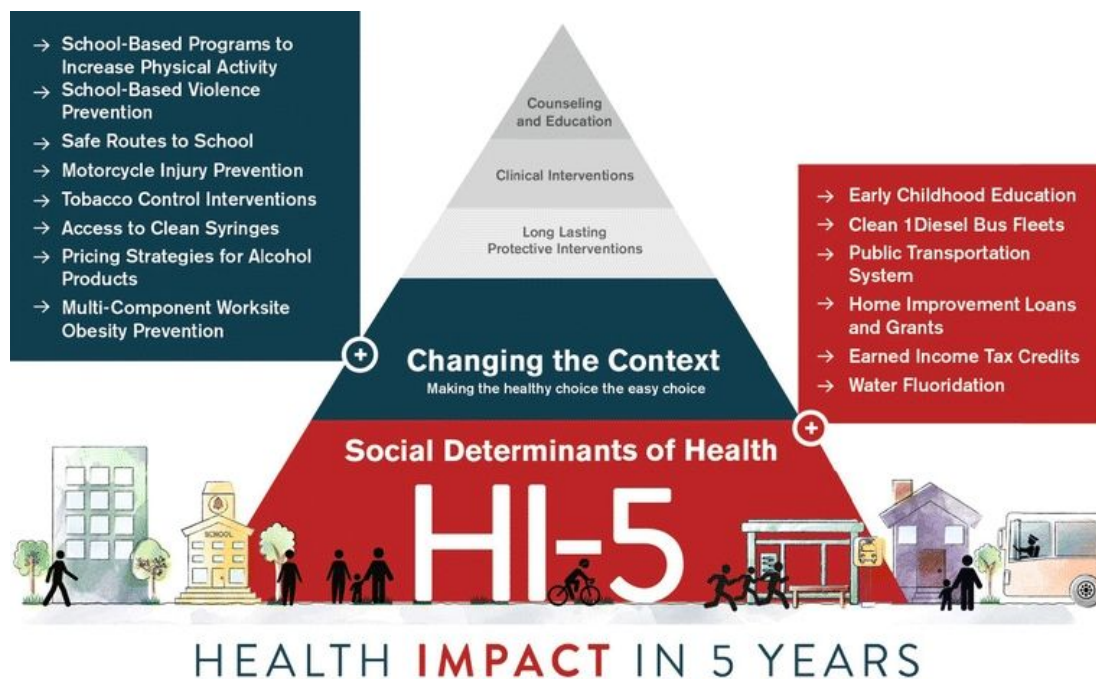 → School-Based Programs to
Increase Physical Activity
→ School-Based Violence
Prevention
→ Safe Routes to School
→ Motorcycle Injury Prevention
→ Tobacco Control Interventions
→ Access to Clean Syringes
→ Pricing Strategies for Alcohol
Products
→ Multi-Component Worksite
Obesity Prevention
Counseling
and Education
Clinical Interventions
Long Lasting
Protective Interventions
Changing the Context
Making the healthy choice the easy choice
→ Early Childhood Education
→ Clean 1Diesel Bus Fleets
→ Public Transportation
System
→ Home Improvement Loans
and Grants
→ Earned Income Tax Credits
→ Water Fluoridation
Social Determinants of Health
HI-5
SCHOOL
HEALTH IMPACT IN 5 YEARS